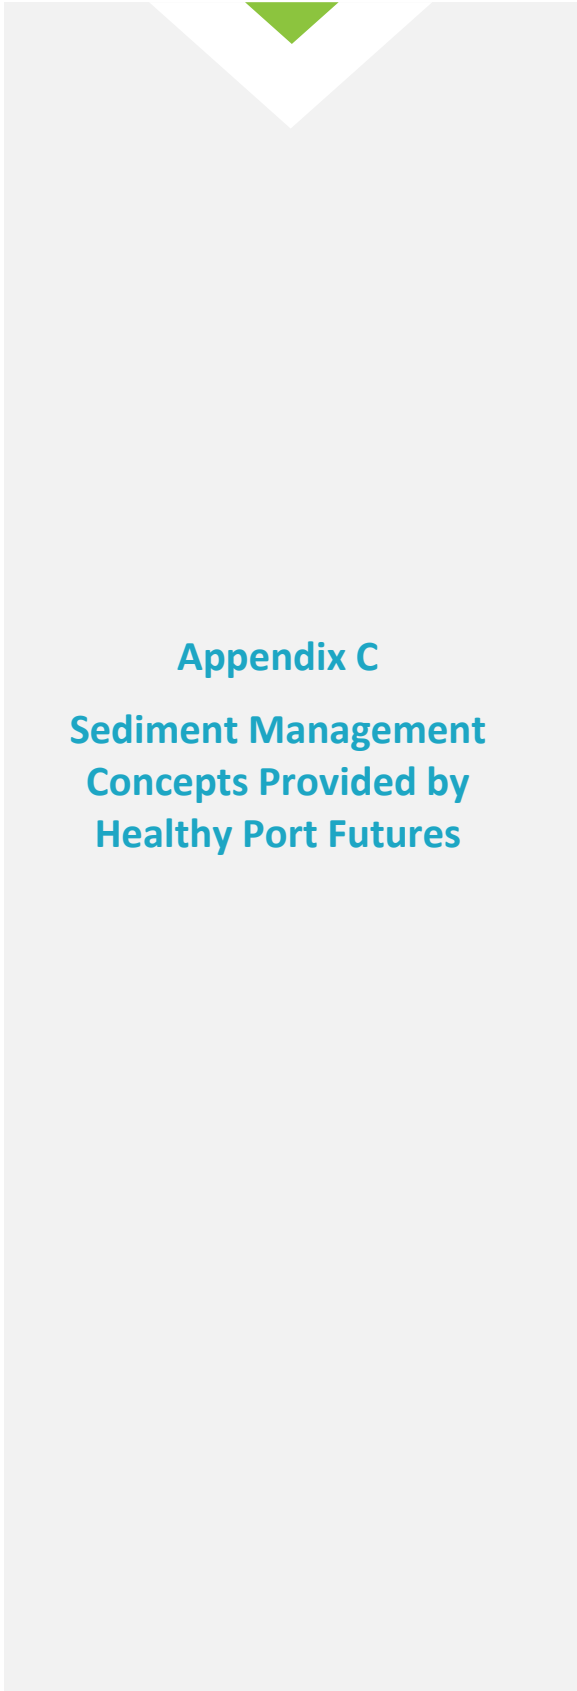 Appendix C
Sediment Management
Concepts Provided by
Healthy Port Futures